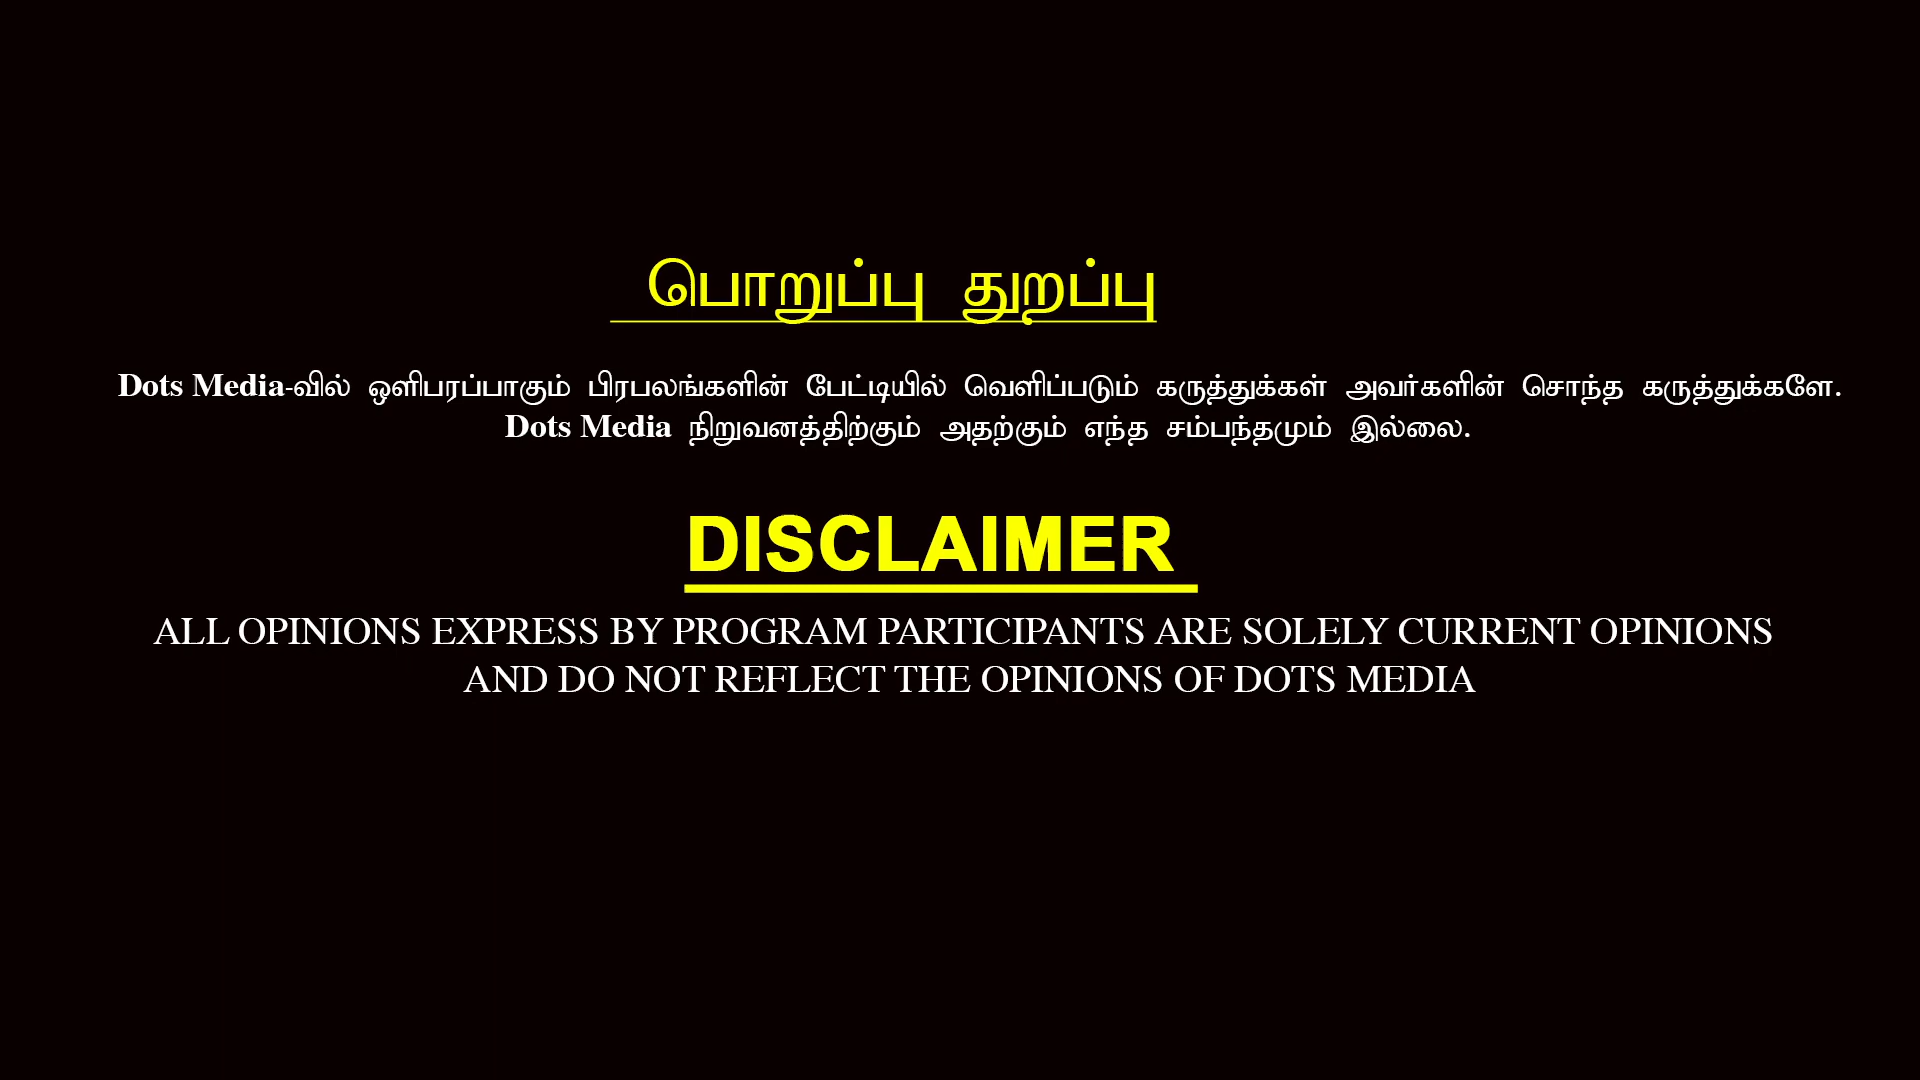 பொறுப்பு துறப்பு
Dots Media-வில் ஒளிபரப்பாகும் பிரபலங்களின் பேட்டியில் வெளிப்படும் கருத்துக்கள் அவர்களின் சொந்த கருத்துக்களே.
Dots Media நிறுவனத்திற்கும் அதற்கும் எந்த சம்பந்தமும் இல்லை.
DISCLAIMER
ALL OPINIONS EXPRESS BY PROGRAM PARTICIPANTS ARE SOLELY CURRENT OPINIONS
AND DO NOT REFLECT THE OPINIONS OF DOTS MEDIA